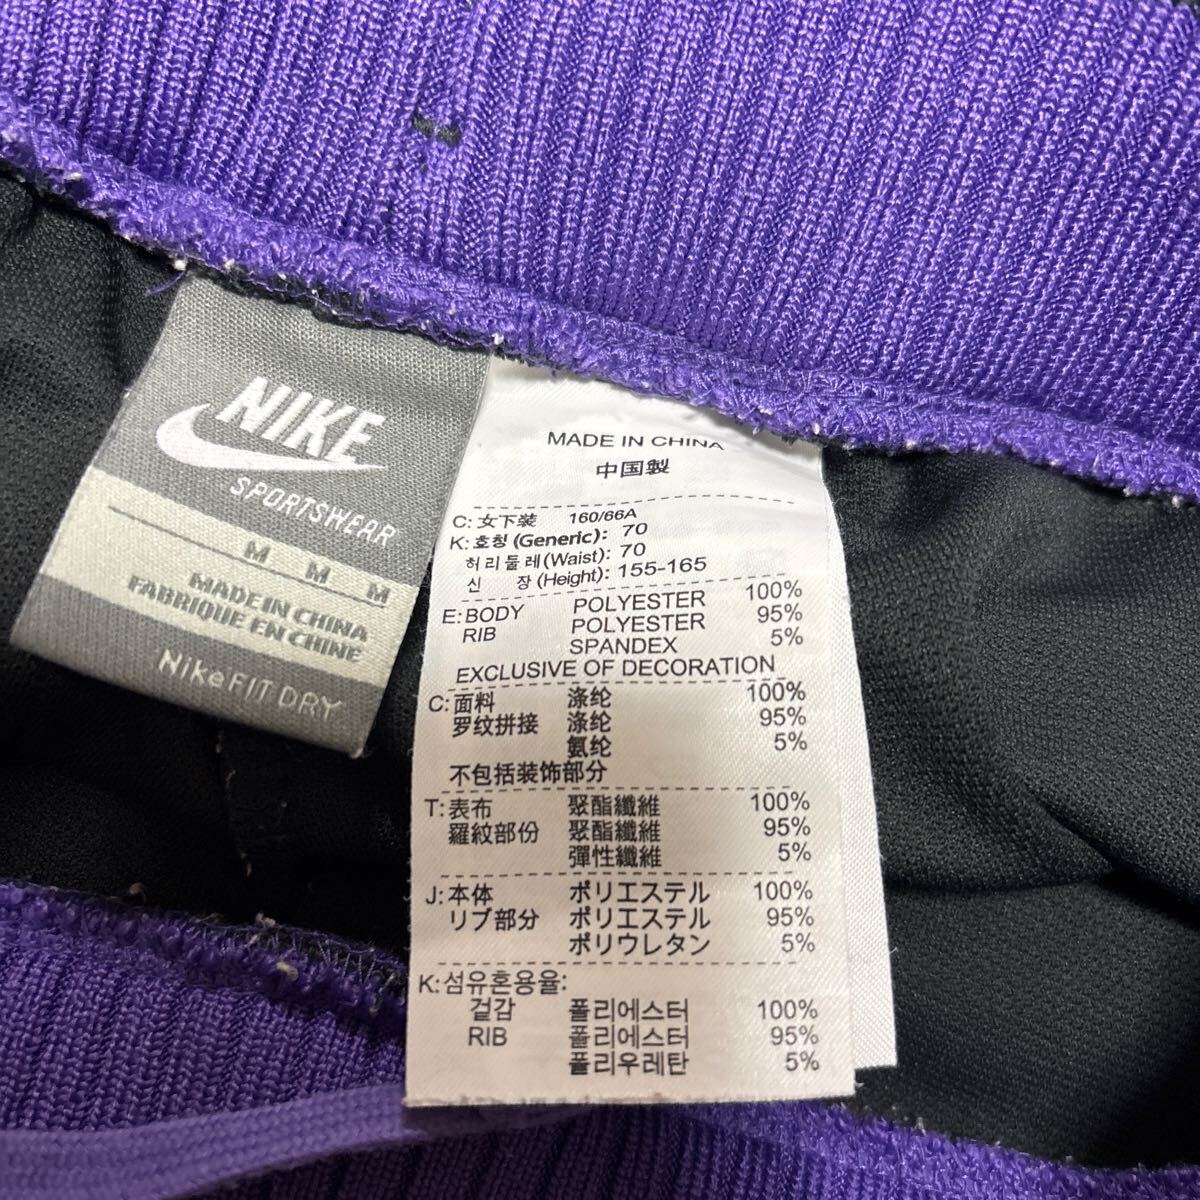 NIKE
SPORTSWEAR
M M M
MADE IN CHINA
FABRIQUE EN CHINE
NikeFIT DRY
MADE IN CHINA
中国製
C: 女下裝 160/66A
K: 호칭 (Generic): 70
허리둘레(Waist): 70
신 장(Height): 155-165
E: BODY POLYESTER 100%
RIB POLYESTER 95%
SPANDEX 5%
EXCLUSIVE OF DECORATION
C: 面料 涤纶 100%
罗纹拼接 涤纶 95%
氨纶 5%
不包括装饰部分
T: 表布 聚酯纖維 100%
羅紋部份 聚酯纖維 95%
彈性纖維 5%
J: 本体 ポリエステル 100%
リブ部分 ポリエステル 95%
ポリウレタン 5%
K: 섬유혼용율:
겉감 폴리에스터 100%
RIB 폴리에스터 95%
폴리우레탄 5%